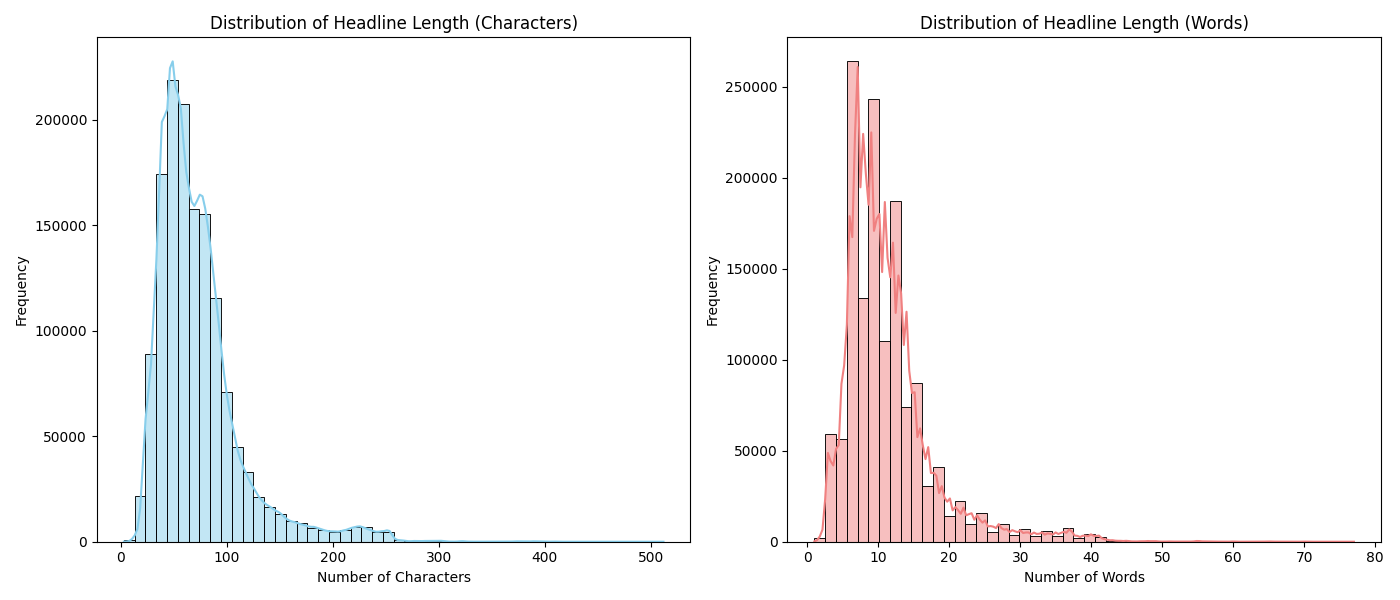 Distribution of Headline Length (Characters)
Frequency
200000
150000
100000
50000
0
0 100 200 300 400 500
Number of Characters
Distribution of Headline Length (Words)
Frequency
250000
200000
150000
100000
50000
0
0 10 20 30 40 50 60 70 80
Number of Words